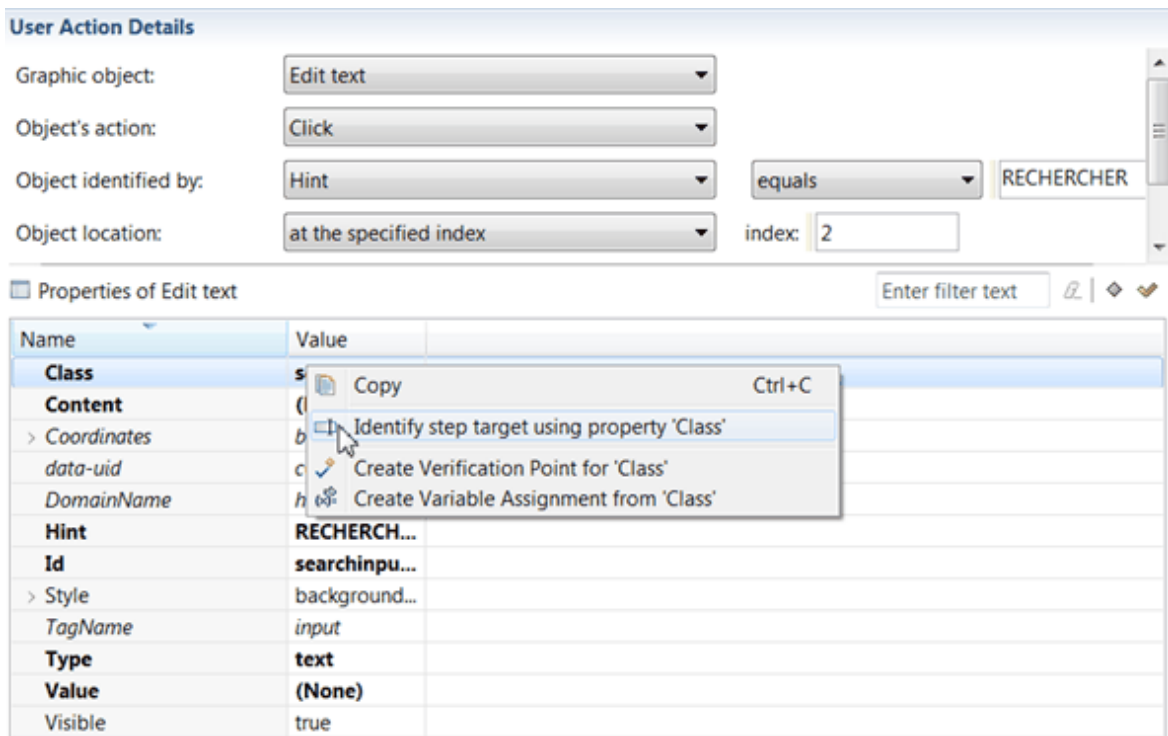 User Action Details
Graphic object: Edit text
Object's action: Click
Object identified by: Hint equals RECHERCHER
Object location: at the specified index index: 2
Properties of Edit text Enter filter text
Name Value
Class
Copy Ctrl+C
Content
Identify step target using property 'Class'
> Coordinates
data-uid
Create Verification Point for 'Class'
DomainName
Create Variable Assignment from 'Class'
Hint RECHERCH...
Id searchinpu...
> Style background...
TagName input
Type text
Value (None)
Visible true